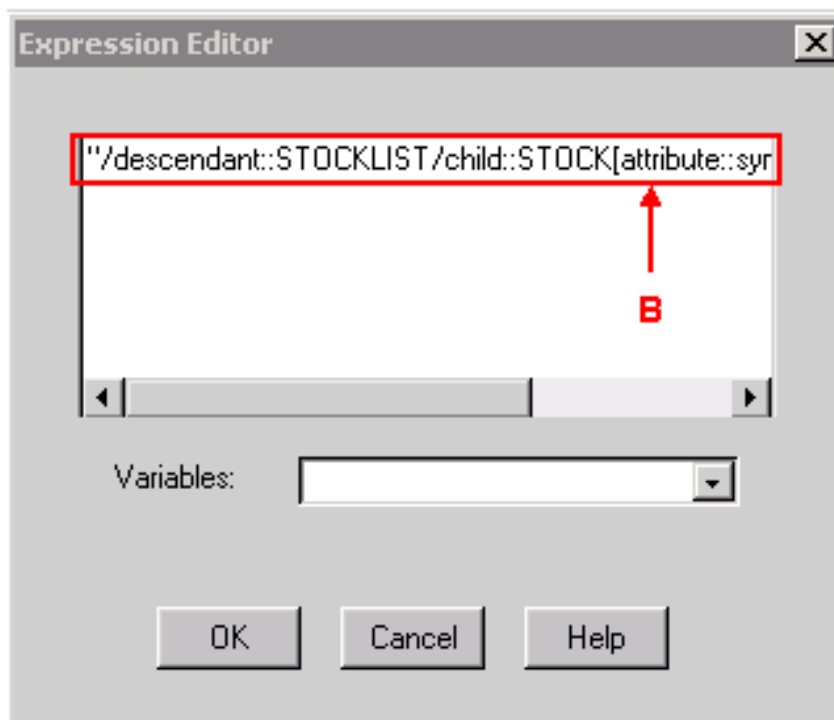 Expression Editor
"/descendant::STOCKLIST/child::STOCK[attribute::syr
B
Variables:
OK Cancel Help